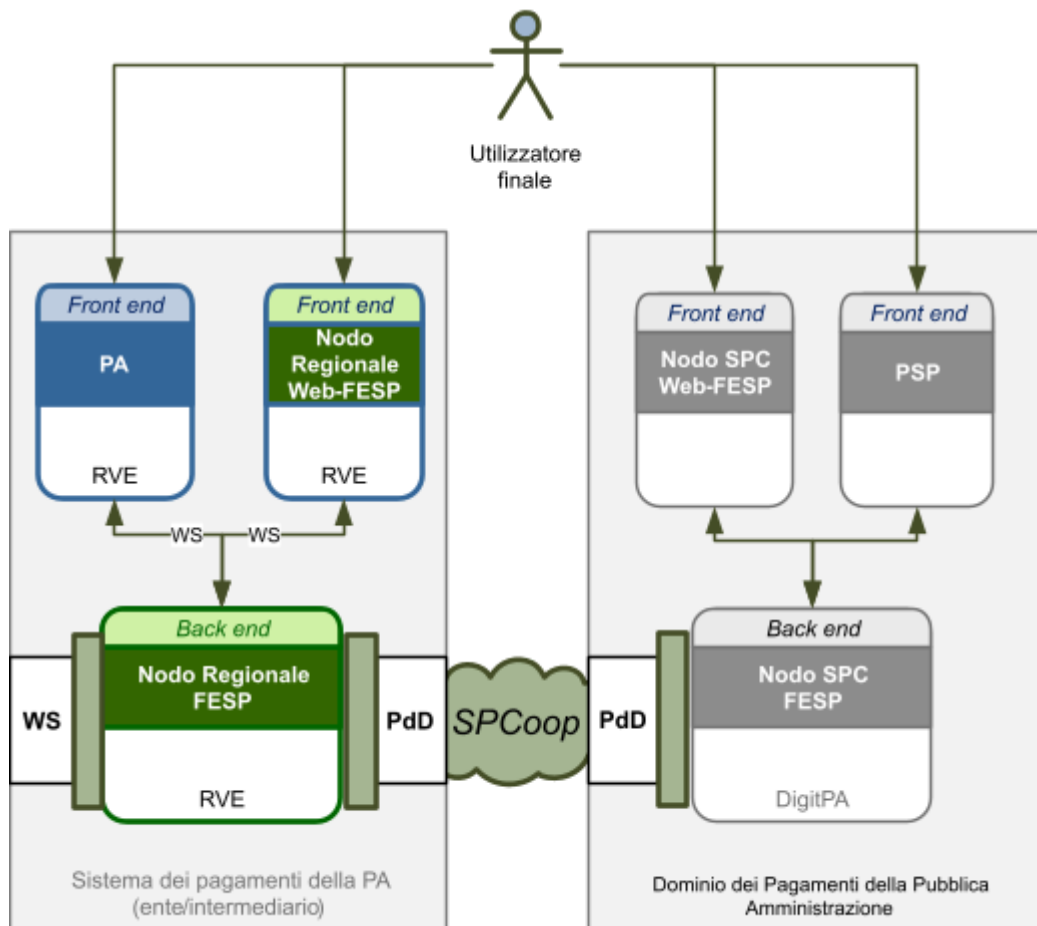 Utilizzatore
finale
Front end
PA
RVE
Front end
Nodo
Regionale
Web-FESP
RVE
Front end
Nodo SPC
Web-FESP
Front end
PSP
WS
WS
Back end
Nodo Regionale
FESP
RVE
WS
PdD
SPCoop
PdD
Back end
Nodo SPC
FESP
DigitPA
Sistema dei pagamenti della PA
(ente/intermediario)
Dominio dei Pagamenti della Pubblica
Amministrazione